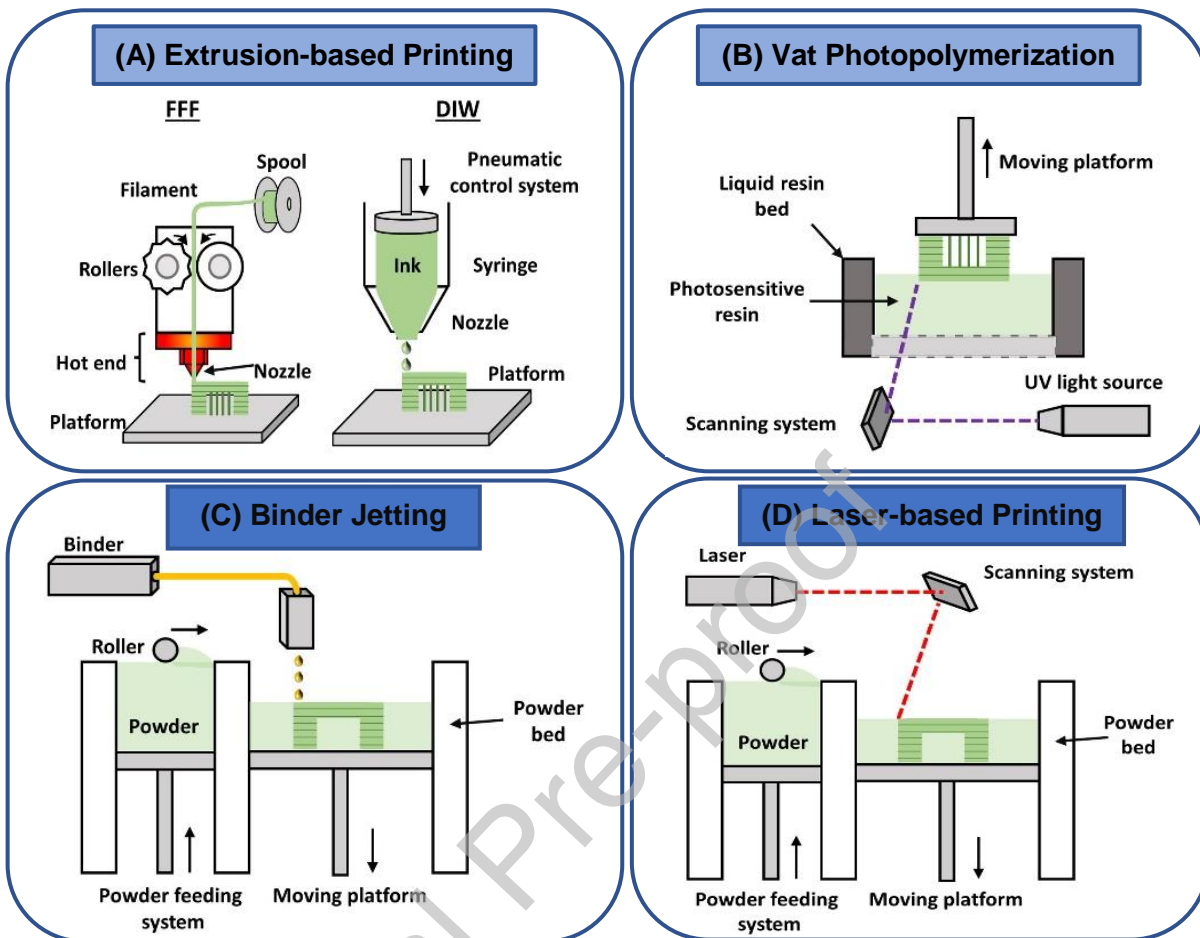 (A) Extrusion-based Printing
FFF
DIW
Spool
Filament
Rollers
Hot end
Nozzle
Platform
Pneumatic
control system
Ink
Syringe
Nozzle
Platform
(B) Vat Photopolymerization
Moving platform
Liquid resin
bed
Photosensitive
resin
UV light source
Scanning system
(C) Binder Jetting
Binder
Roller
Powder
Powder
bed
Powder feeding
system
Moving platform
(D) Laser-based Printing
Laser
Scanning system
Roller
Powder
Powder
bed
Powder feeding
system
Moving platform
l Pre-proof